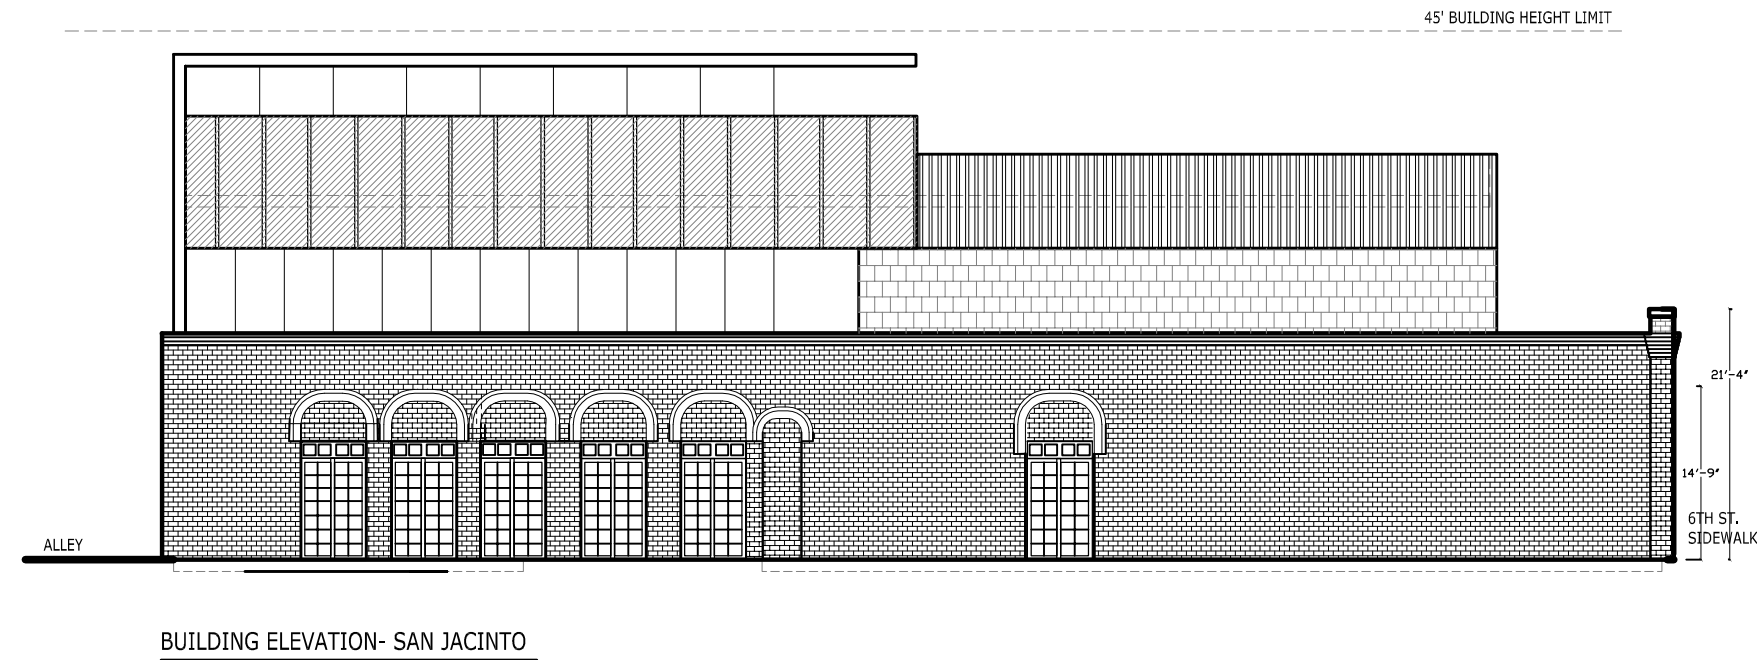 45' BUILDING HEIGHT LIMIT
21'-4"
14'-9"
6TH ST.
SIDEWALK
ALLEY
BUILDING ELEVATION- SAN JACINTO